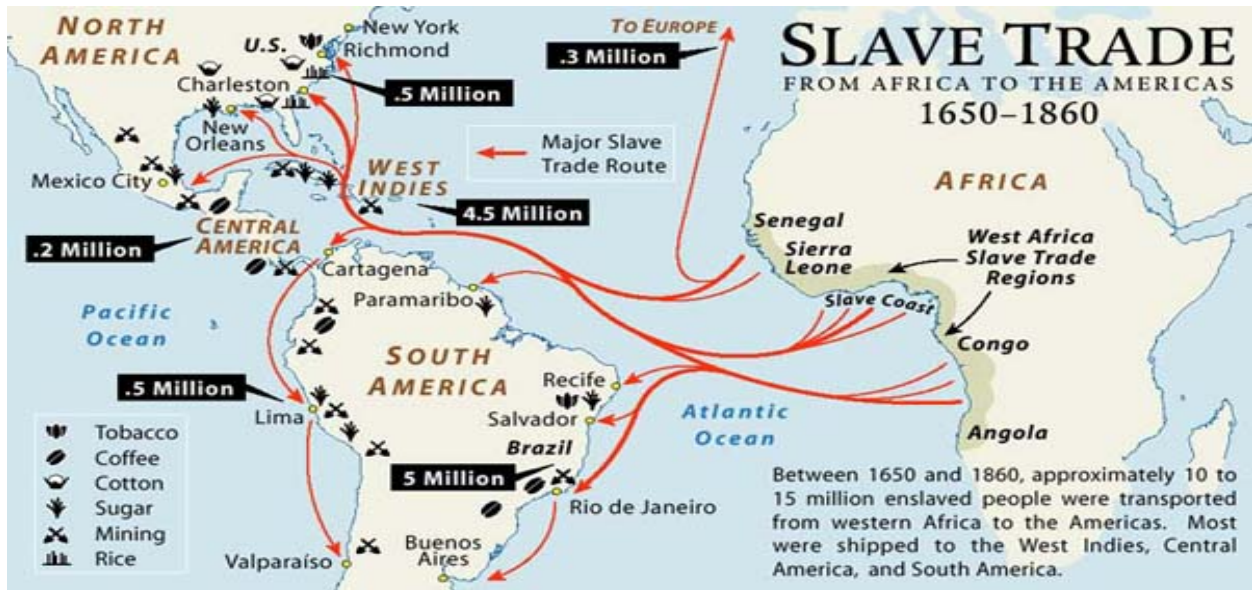 SLAVE TRADE
FROM AFRICA TO THE AMERICAS
1650–1860
NORTH
AMERICA
U.S.
New York
Richmond
Charleston
.5 Million
New
Orleans
Mexico City
WEST
INDIES
4.5 Million
CENTRAL
AMERICA
.2 Million
TO EUROPE
.3 Million
Major Slave
Trade Route
AFRICA
Senegal
Sierra
Leone
West Africa
Slave Trade
Regions
Slave Coast
Congo
Angola
Cartagena
Paramaribo
Pacific
Ocean
SOUTH
AMERICA
.5 Million
Lima
Recife
Salvador
Brazil
5 Million
Rio de Janeiro
Atlantic
Ocean
Valparaíso
Buenos
Aires
Tobacco
Coffee
Cotton
Sugar
Mining
Rice
Between 1650 and 1860, approximately 10 to
15 million enslaved people were transported
from western Africa to the Americas. Most
were shipped to the West Indies, Central
America, and South America.